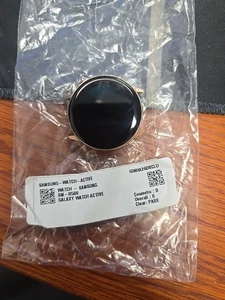 SAMSUNG-WATCH-ACTIVE
WATCH - SAMSUNG
SM - R500
GALAXY WATCH ACTIVE
Cosmetic : B
Overall : B
Clear : PASS